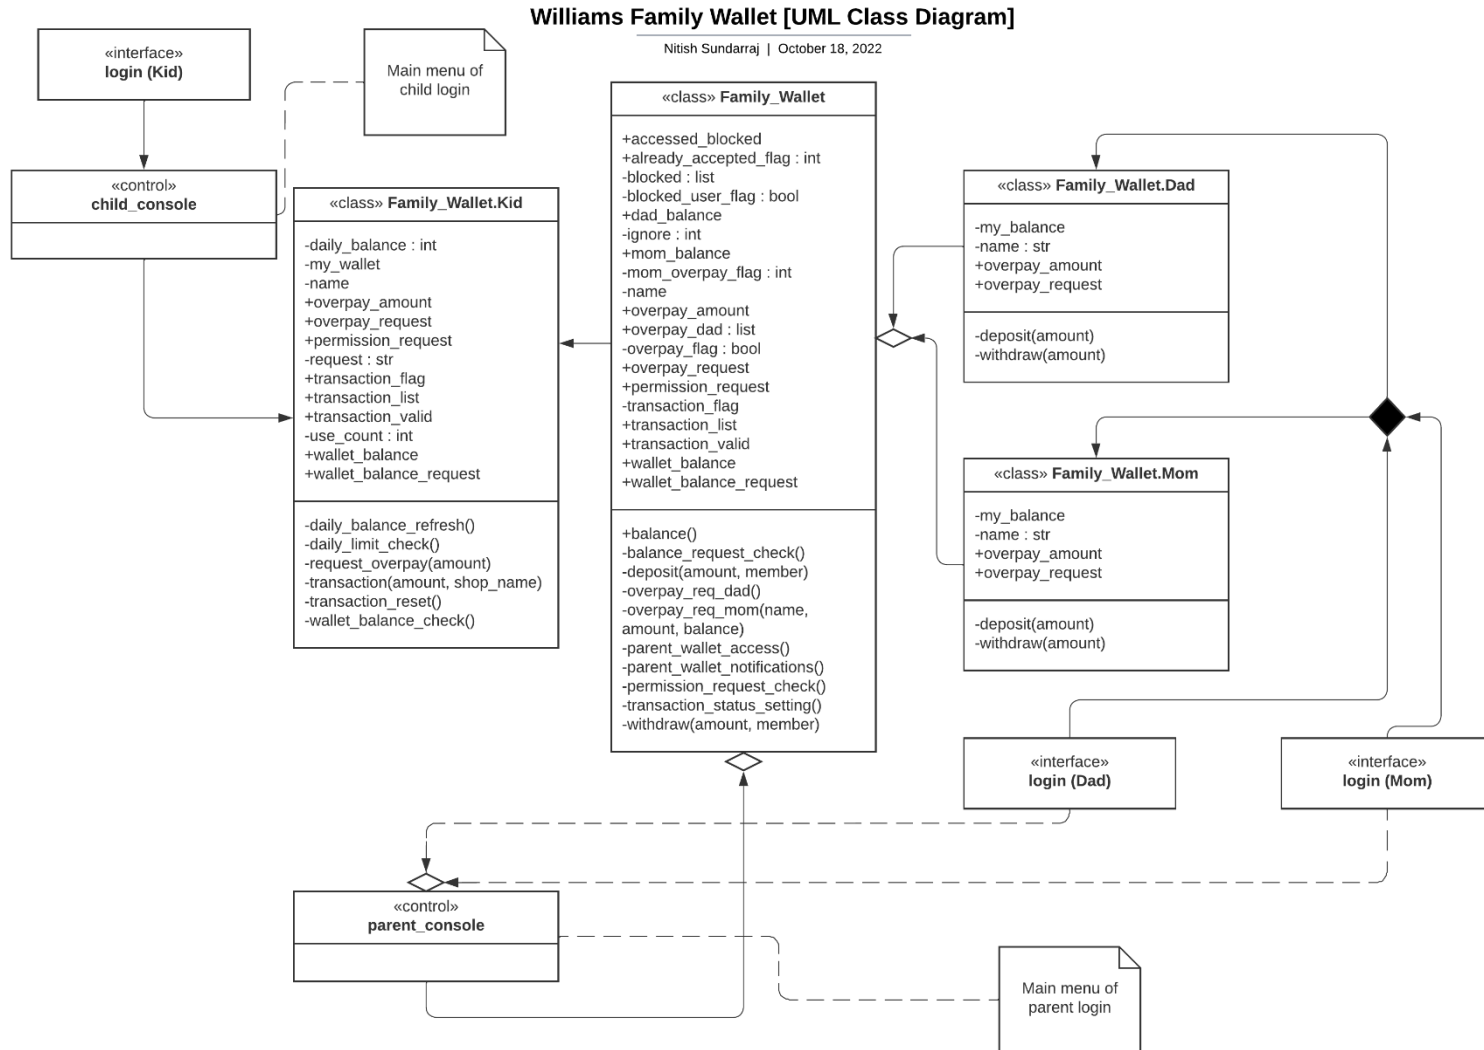 Williams Family Wallet [UML Class Diagram]
Nitish Sundarraj | October 18, 2022
«interface»
login (Kid)
Main menu of
child login
«control»
child_console
«class» Family_Wallet.Kid
-daily_balance : int
-my_wallet
-name
+overpay_amount
+overpay_request
+permission_request
-request : str
+transaction_flag
+transaction_list
+transaction_valid
-use_count : int
+wallet_balance
+wallet_balance_request
-daily_balance_refresh()
-daily_limit_check()
-request_overpay(amount)
-transaction(amount, shop_name)
-transaction_reset()
-wallet_balance_check()
«class» Family_Wallet
+accessed_blocked
+already_accepted_flag : int
-blocked : list
-blocked_user_flag : bool
+dad_balance
-ignore : int
+mom_balance
-mom_overpay_flag : int
-name
+overpay_amount
+overpay_dad : list
-overpay_flag : bool
+overpay_request
+permission_request
-transaction_flag
+transaction_list
+transaction_valid
+wallet_balance
+wallet_balance_request
+balance()
-balance_request_check()
-deposit(amount, member)
-overpay_req_dad()
-overpay_req_mom(name,
amount, balance)
-parent_wallet_access()
-parent_wallet_notifications()
-permission_request_check()
-transaction_status_setting()
-withdraw(amount, member)
«class» Family_Wallet.Dad
-my_balance
-name : str
+overpay_amount
+overpay_request
-deposit(amount)
-withdraw(amount)
«class» Family_Wallet.Mom
-my_balance
-name : str
+overpay_amount
+overpay_request
-deposit(amount)
-withdraw(amount)
«interface»
login (Dad)
«interface»
login (Mom)
«control»
parent_console
Main menu of
parent login